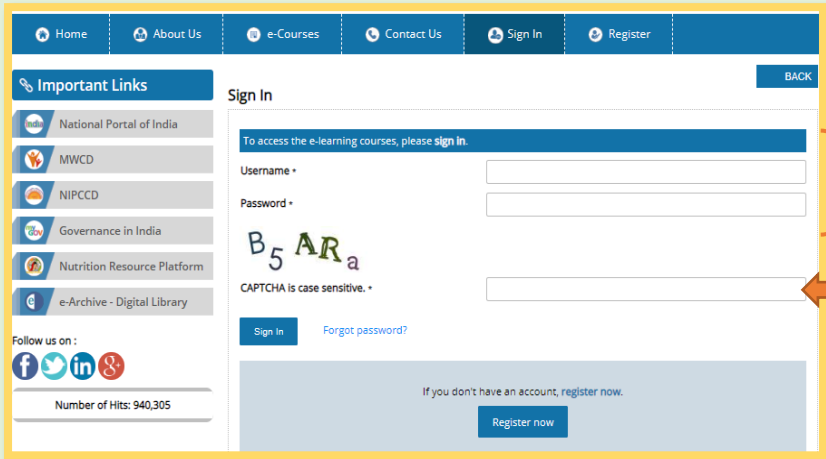 Home About Us e-Courses Contact Us Sign In Register
BACK
Important Links
National Portal of India
MWCD
NIPCCD
Governance in India
Nutrition Resource Platform
e-Archive - Digital Library
Follow us on :
Number of Hits: 940,305
Sign In
To access the e-learning courses, please sign in.
Username *
Password *
B5 ARa
CAPTCHA is case sensitive. *
Sign In Forgot password?
If you don't have an account, register now.
Register now